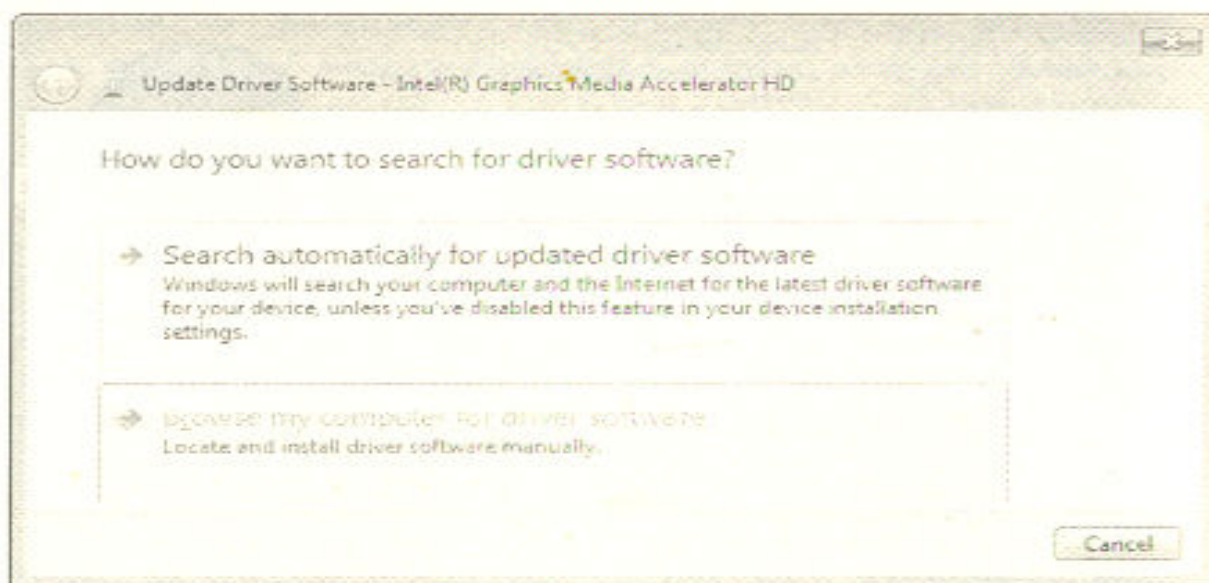 Update Driver Software - Intel(R) Graphics Media Accelerator HD
How do you want to search for driver software?
Search automatically for updated driver software
Windows will search your computer and the Internet for the latest driver software
for your device, unless you've disabled this feature in your device installation
settings.
Browse my computer for driver software
Locate and install driver software manually.
Cancel